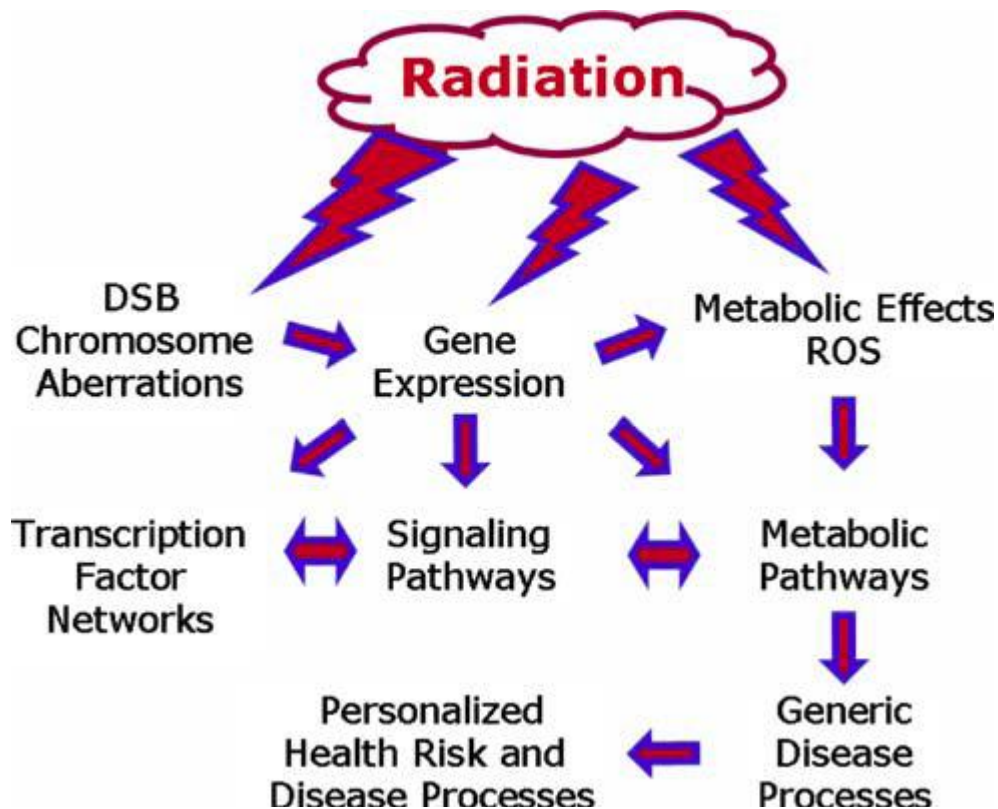 Radiation
DSB
Chromosome
Aberrations
Gene
Expression
Metabolic Effects
ROS
Transcription
Factor
Networks
Signaling
Pathways
Metabolic
Pathways
Personalized
Health Risk and
Disease Processes
Generic
Disease
Processes